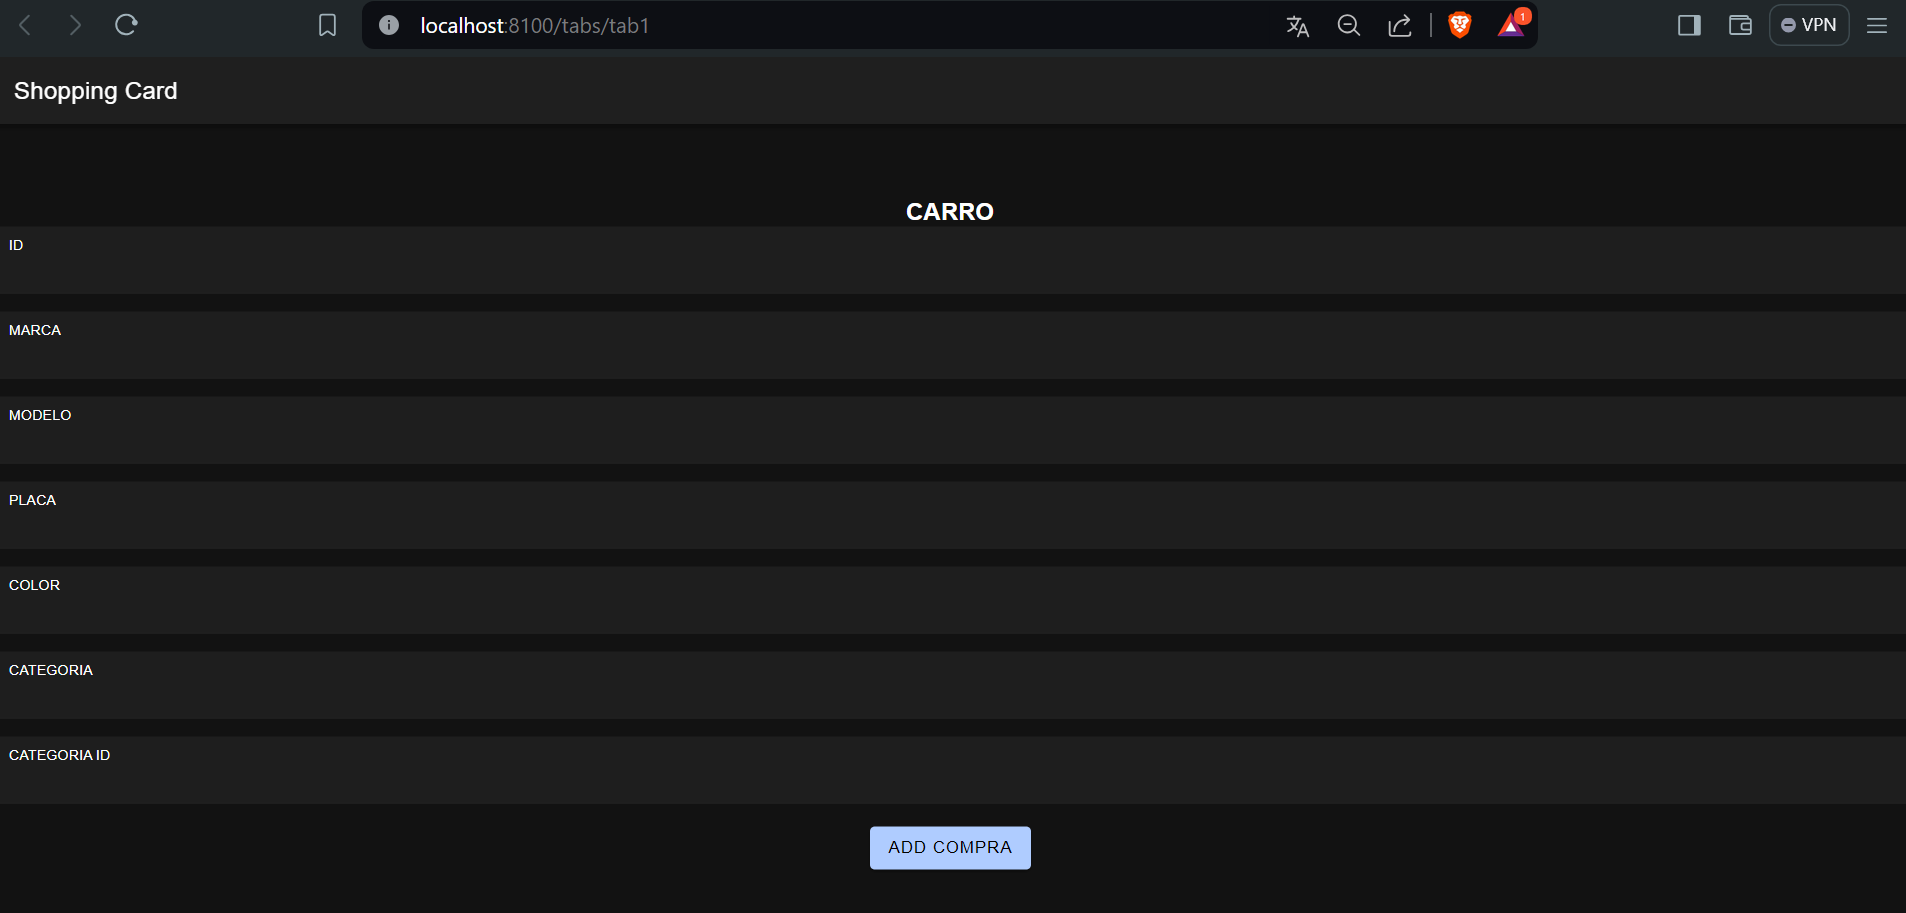 localhost:8100/tabs/tab1
1
VPN
Shopping Card
CARRO
ID
MARCA
MODELO
PLACA
COLOR
CATEGORIA
CATEGORIA ID
ADD COMPRA